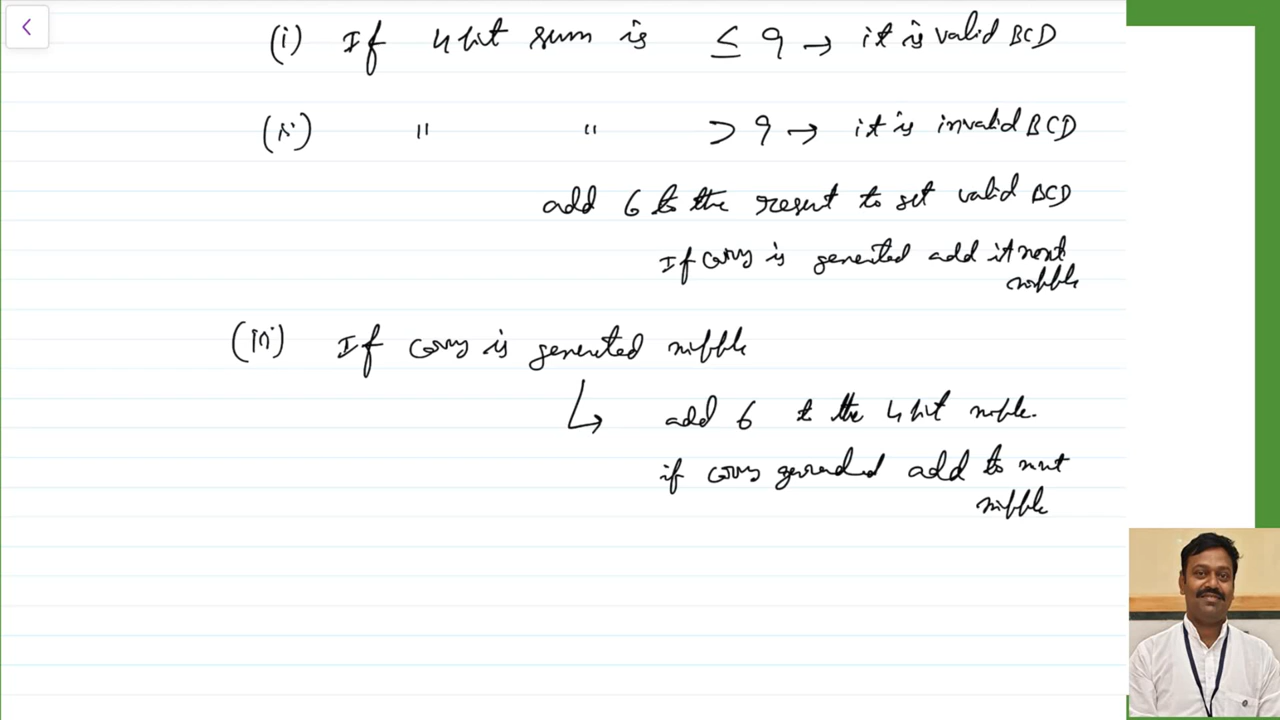 (i) If 4 bit sum is ≤ 9 → it is valid BCD
(ii) " " > 9 → it is invalid BCD
add 6 to the result to get valid BCD
If carry is generated add it next
nibble
(iii) If carry is generated nibble
↳ add 6 to the 4 bit nibble.
if carry generated add to next
nibble